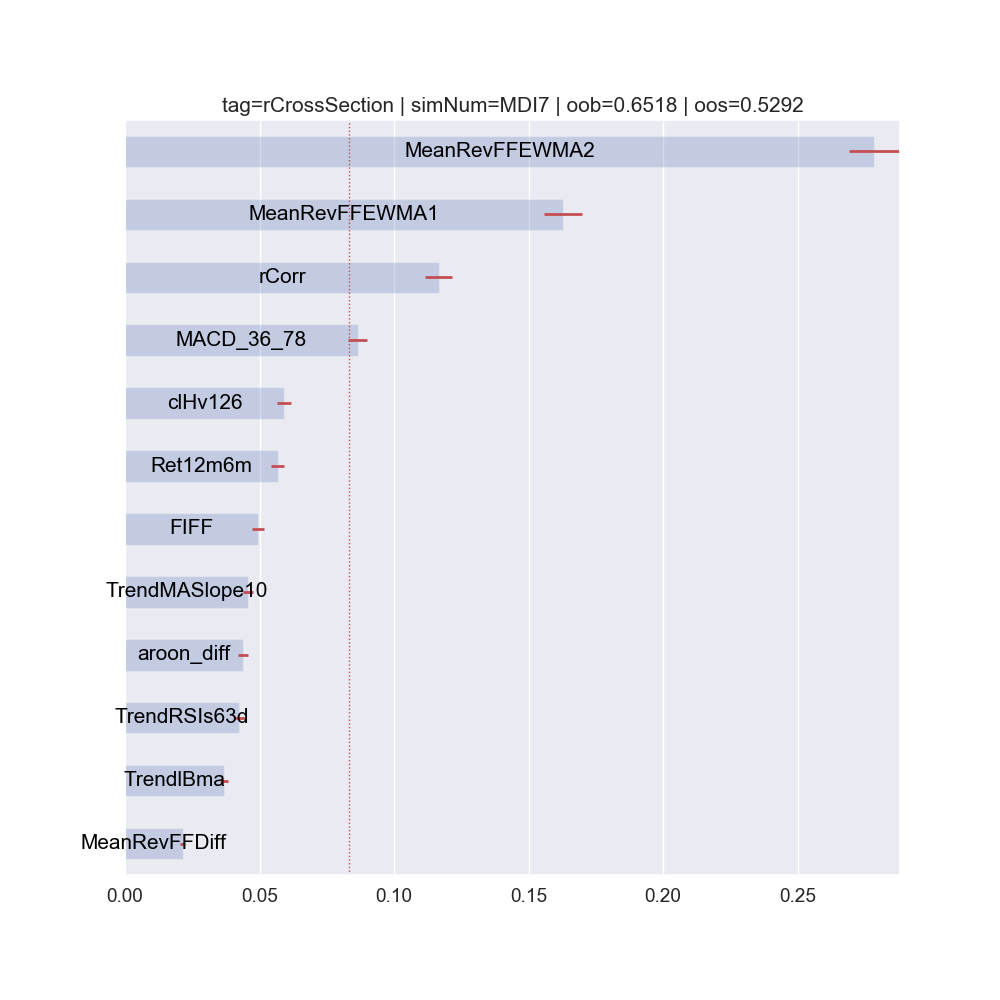 tag=rCrossSection | simNum=MDI7 | oob=0.6518 | oos=0.5292
MeanRevFFEWMA2
MeanRevFFEWMA1
rCorr
MACD_36_78
clHv126
Ret12m6m
FIFF
TrendMASlope10
aroon_diff
TrendRSIs63d
TrendIBma
MeanRevFFDiff
0.00 0.05 0.10 0.15 0.20 0.25